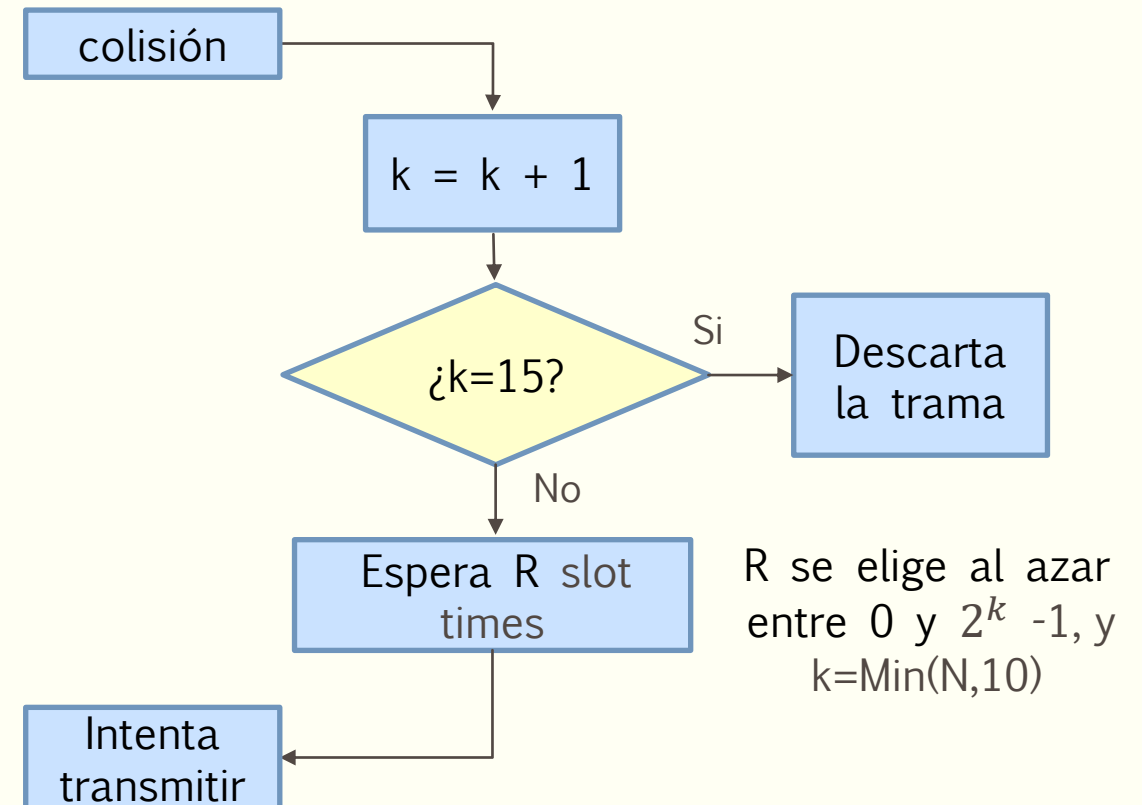 colisión
k = k + 1
¿k=15?
Si
Descarta
la trama
No
Espera R slot
times
R se elige al azar
entre 0 y 2^k -1, y
k=Min(N,10)
Intenta
transmitir